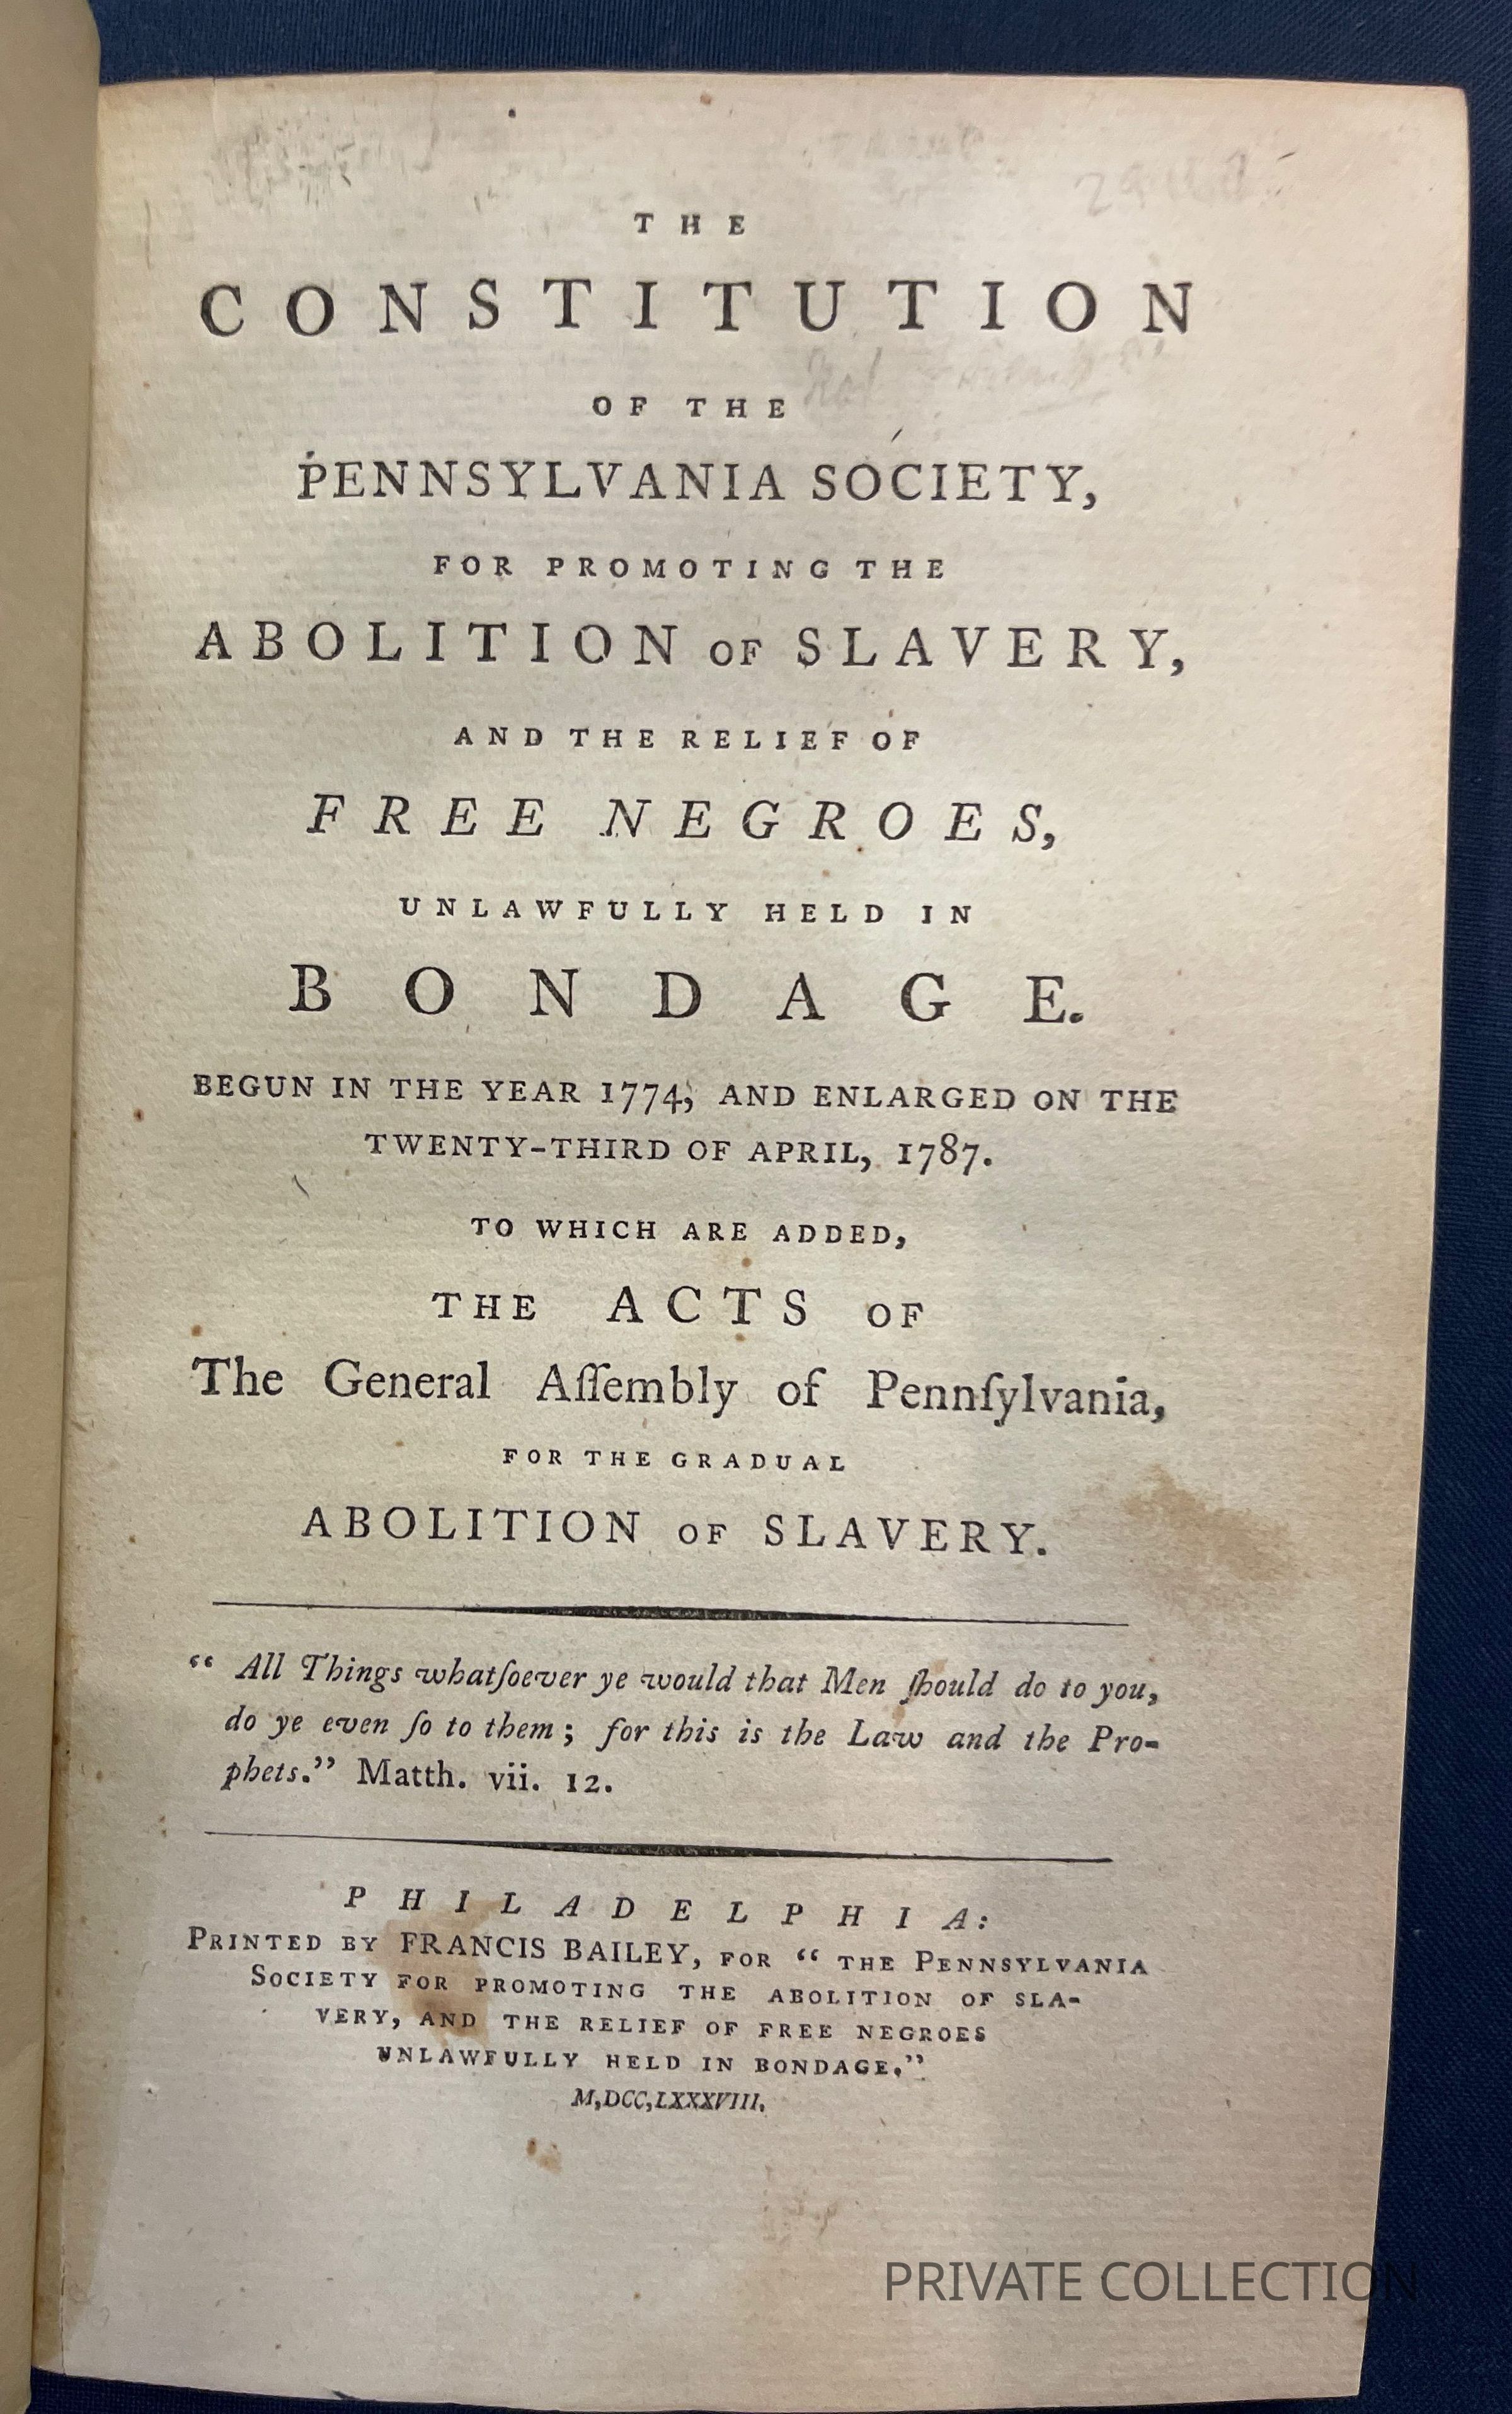 THE
CONSTITUTION
OF THE
PENNSYLVANIA SOCIETY,
FOR PROMOTING THE
ABOLITION OF SLAVERY,
AND THE RELIEF OF
FREE NEGROES,
UNLAWFULLY HELD IN
BONDAGE.
BEGUN IN THE YEAR 1774, AND ENLARGED ON THE
TWENTY-THIRD OF APRIL, 1787.
TO WHICH ARE ADDED,
THE ACTS OF
The General Aſſembly of Pennſylvania,
FOR THE GRADUAL
ABOLITION OF SLAVERY.
“ All Things whatſoever ye would that Men ſhould do to you,
do ye even ſo to them ; for this is the Law and the Pro-
phets.” Matth. vii. 12.
PHILADELPHIA:
PRINTED BY FRANCIS BAILEY, FOR “ THE PENNSYLVANIA
SOCIETY FOR PROMOTING THE ABOLITION OF SLA-
VERY, AND THE RELIEF OF FREE NEGROES
UNLAWFULLY HELD IN BONDAGE.”
M,DCC,LXXXVIII.
PRIVATE COLLECTION